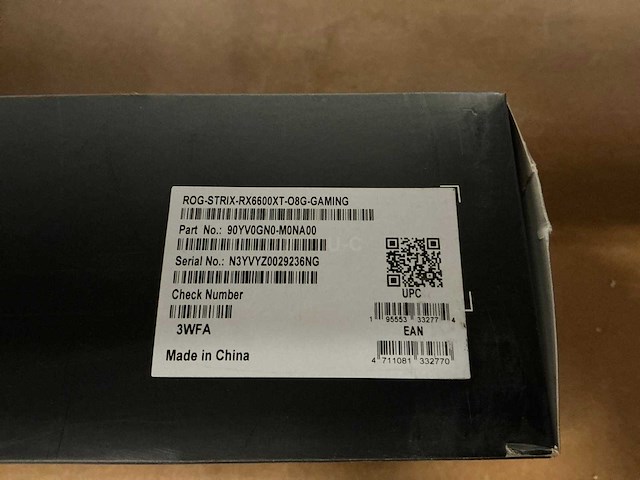 ROG-STRIX-RX6600XT-O8G-GAMING
Part No.: 90YV0GN0-M0NA00
U-C
Serial No.: N3YVYZ0029236NG
Check Number
3WFA
Made in China
UPC
1 95553 33277 4
EAN
4 711081 332770